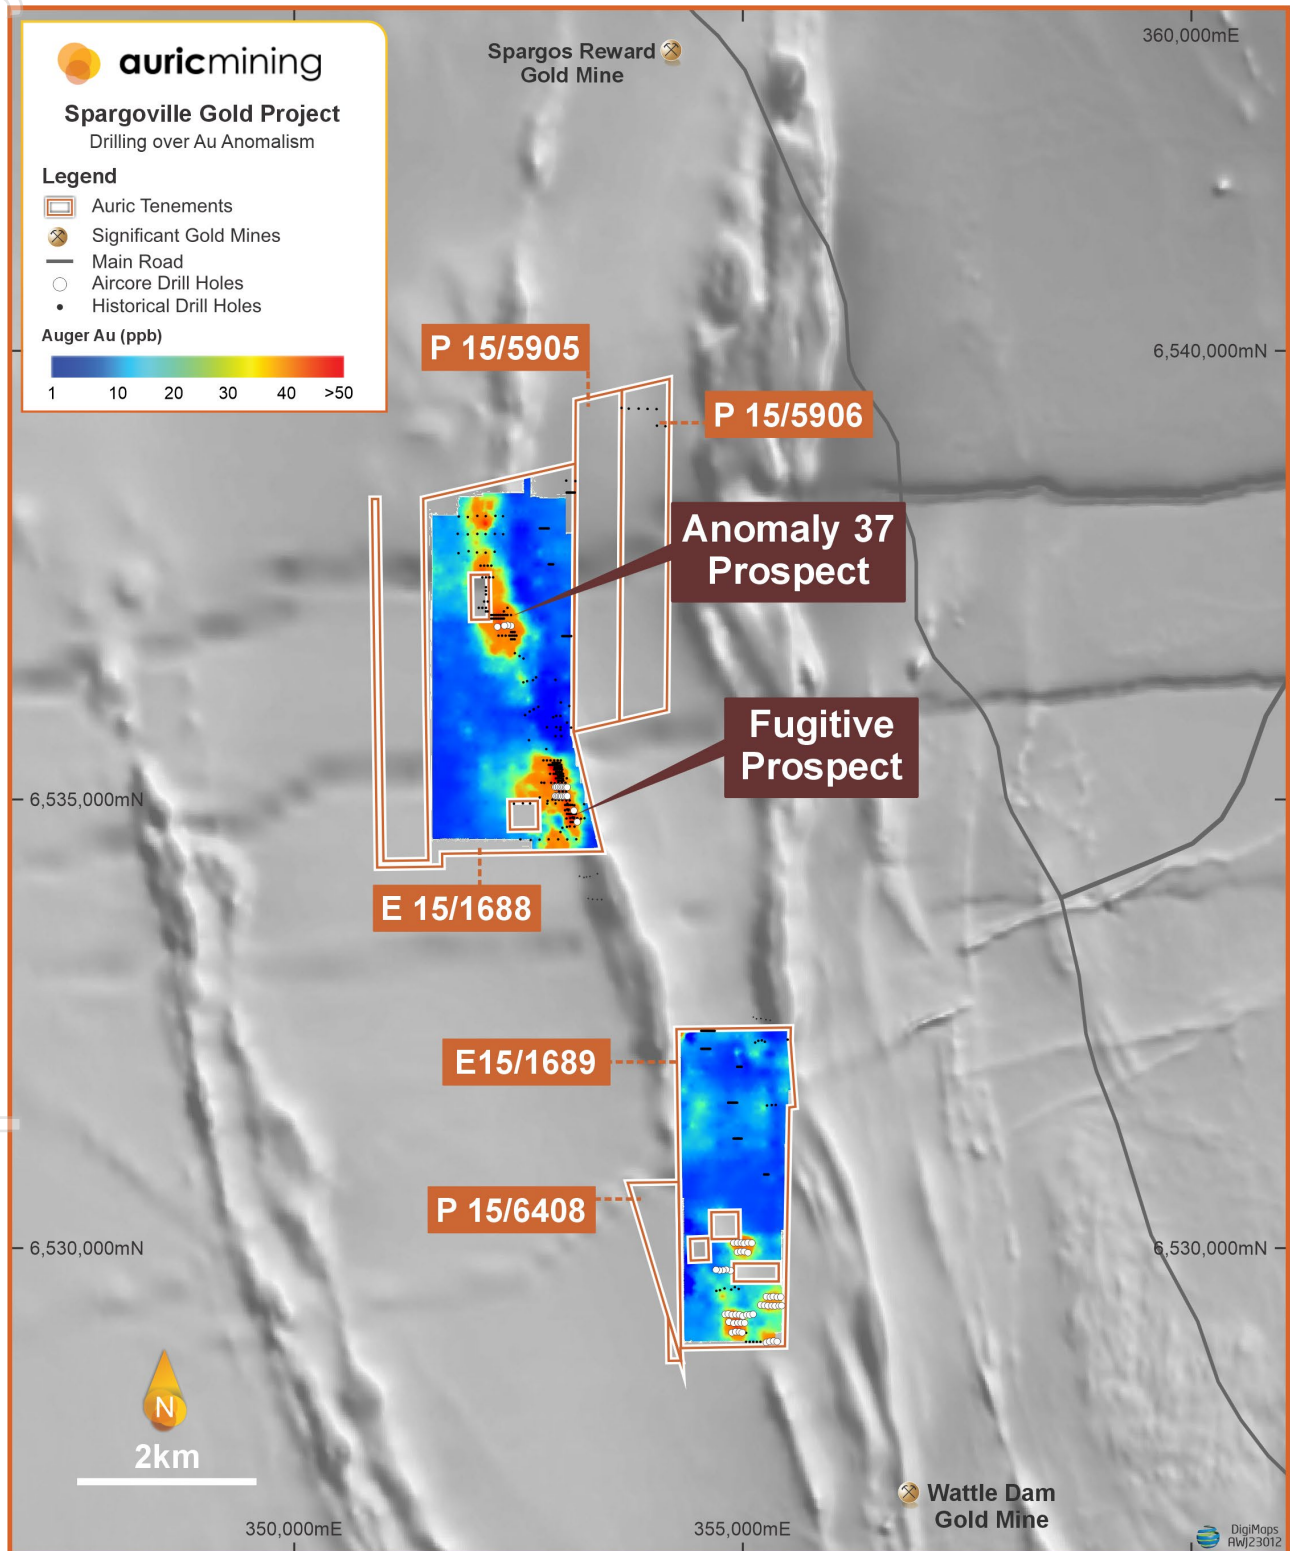 auricmining
Spargoville Gold Project
Drilling over Au Anomalism
Legend
Auric Tenements
Significant Gold Mines
Main Road
Aircore Drill Holes
Historical Drill Holes
Auger Au (ppb)
1 10 20 30 40 >50
Spargos Reward
Gold Mine
360,000mE
6,540,000mN
P 15/5905
P 15/5906
Anomaly 37
Prospect
Fugitive
Prospect
6,535,000mN
E 15/1688
E15/1689
P 15/6408
6,530,000mN
6,530,000mN
N
2km
Wattle Dam
Gold Mine
350,000mE
355,000mE
DigiMaps
AWJ23012